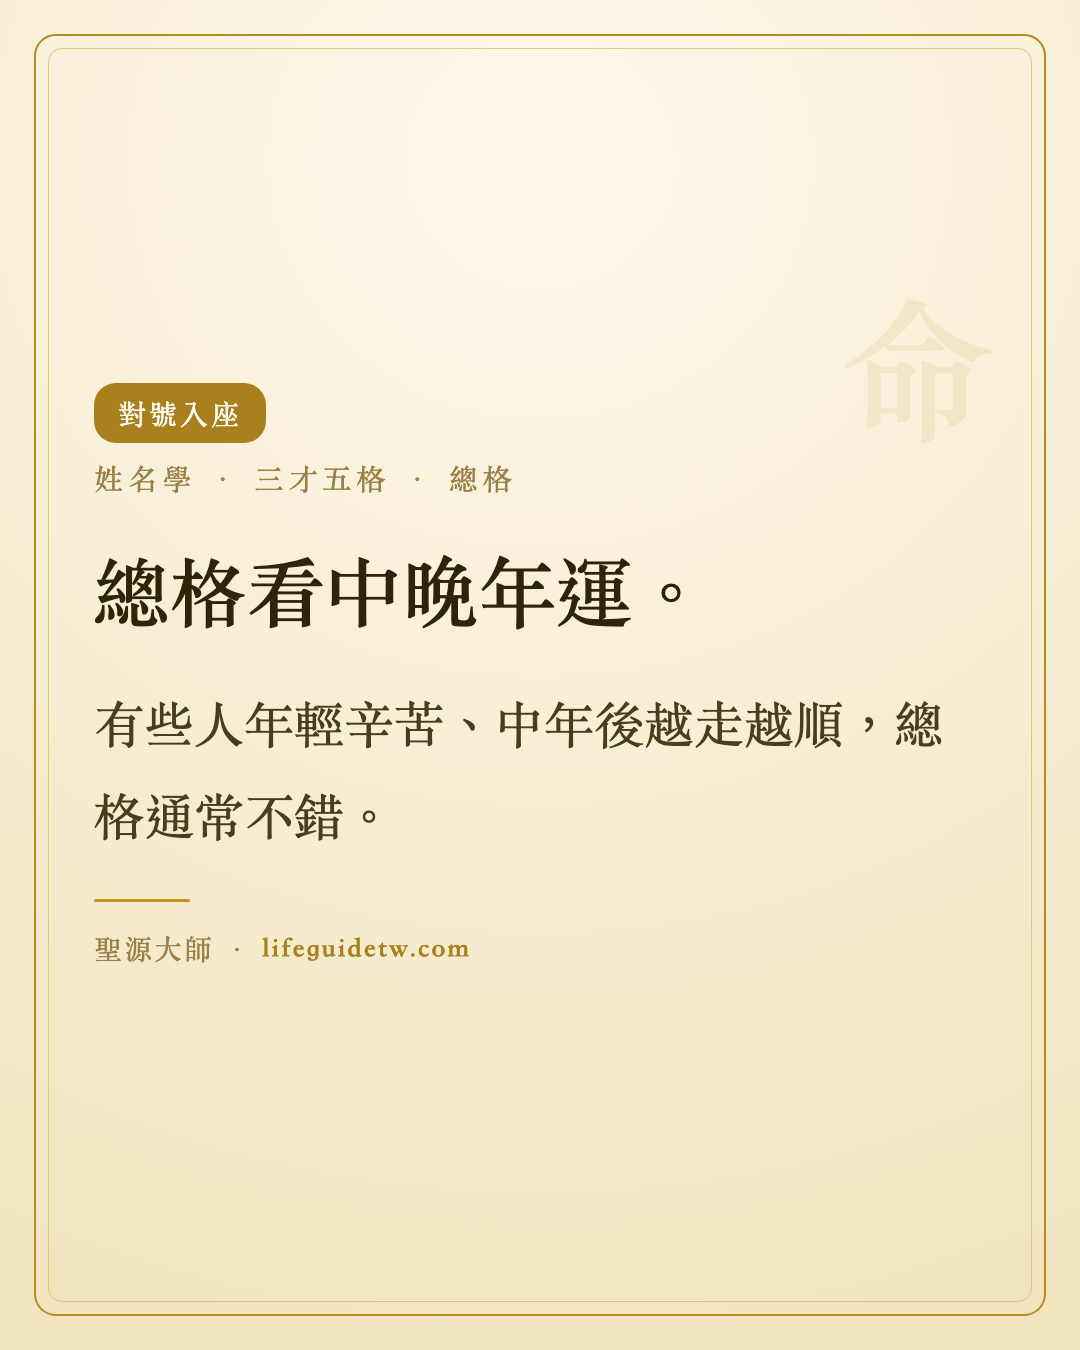 命
對號入座
姓名學 · 三才五格 · 總格
總格看中晚年運。
有些人年輕辛苦、中年後越走越順，總
格通常不錯。
聖源大師 · lifeguidetw.com